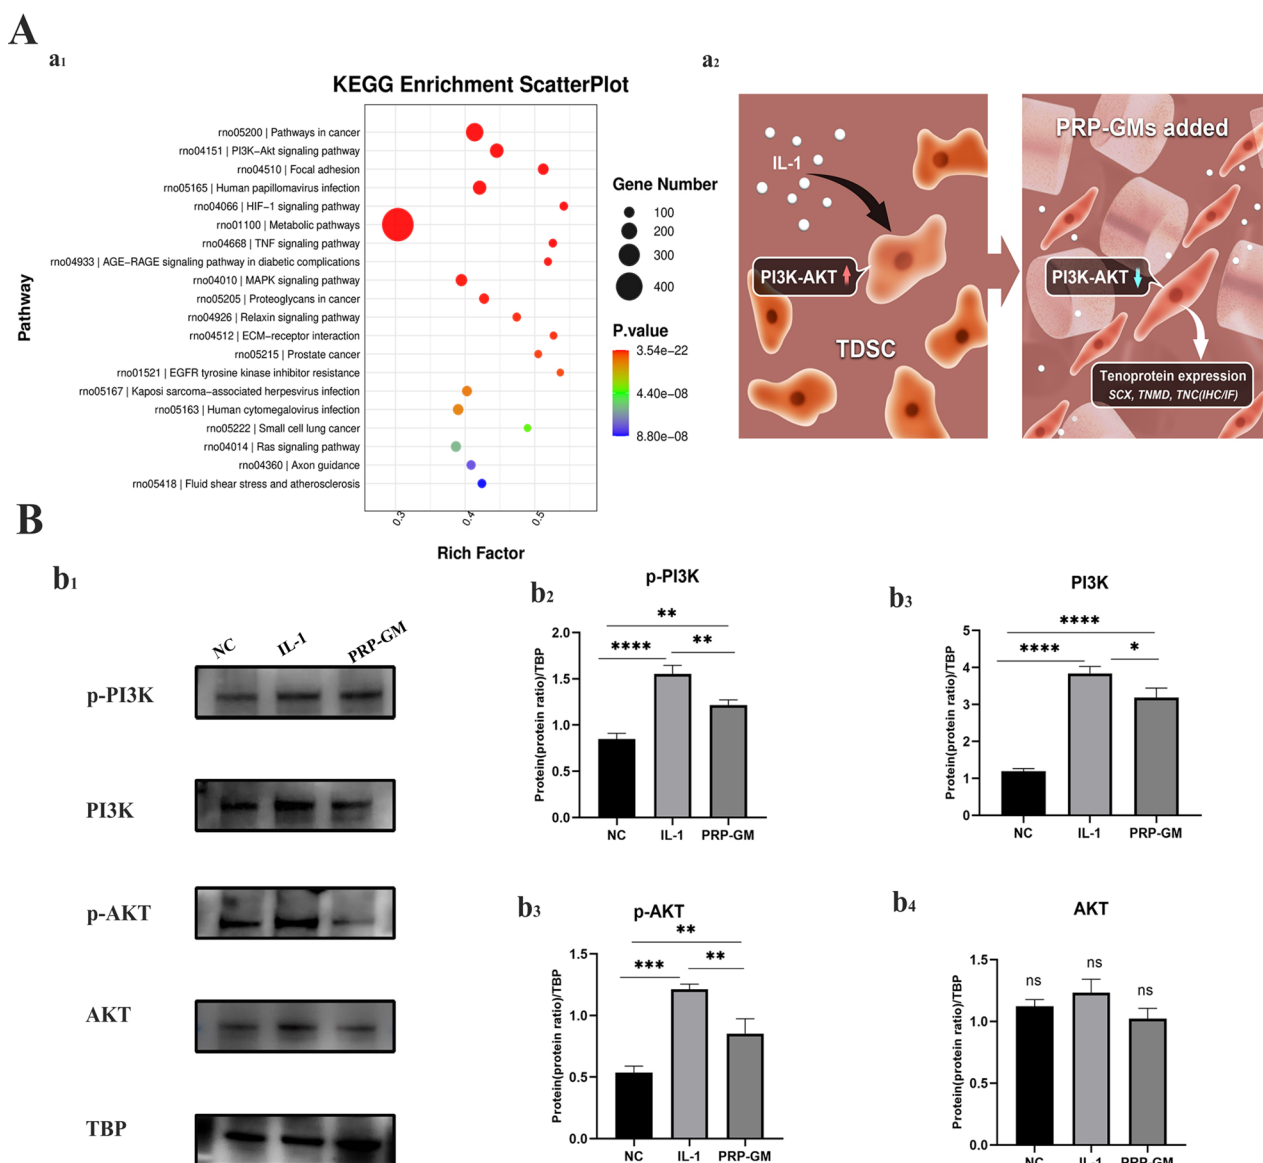 A
a1
KEGG Enrichment ScatterPlot
Pathway
rno05200 | Pathways in cancer
rno04151 | PI3K−Akt signaling pathway
rno04510 | Focal adhesion
rno05165 | Human papillomavirus infection
rno04066 | HIF−1 signaling pathway
rno01100 | Metabolic pathways
rno04668 | TNF signaling pathway
rno04933 | AGE−RAGE signaling pathway in diabetic complications
rno04010 | MAPK signaling pathway
rno05205 | Proteoglycans in cancer
rno04926 | Relaxin signaling pathway
rno04512 | ECM−receptor interaction
rno05215 | Prostate cancer
rno01521 | EGFR tyrosine kinase inhibitor resistance
rno05167 | Kaposi sarcoma−associated herpesvirus infection
rno05163 | Human cytomegalovirus infection
rno05222 | Small cell lung cancer
rno04014 | Ras signaling pathway
rno04360 | Axon guidance
rno05418 | Fluid shear stress and atherosclerosis
0.3
0.4
0.5
Rich Factor
Gene Number
100
200
300
400
P.value
3.54e−22
4.40e−08
8.80e−08
a2
IL-1
PI3K-AKT
TDSC
PRP-GMs added
PI3K-AKT
Tenoprotein expression
SCX, TNMD, TNC(IHC/IF)
B
b1
NC
IL-1
PRP-GM
p-PI3K
PI3K
p-AKT
AKT
TBP
b2
p-PI3K
Protein(protein ratio)/TBP
2.0
1.5
1.0
0.5
0.0
**
****
**
NC
IL-1
PRP-GM
b3
PI3K
Protein(protein ratio)/TBP
5
4
3
2
1
0
****
****
*
NC
IL-1
PRP-GM
b3
p-AKT
Protein(protein ratio)/TBP
1.5
1.0
0.5
0.0
**
***
**
NC
IL-1
PRP-GM
b4
AKT
Protein(protein ratio)/TBP
1.5
1.0
0.5
0.0
ns
ns
ns
NC
IL-1
PRP-GM